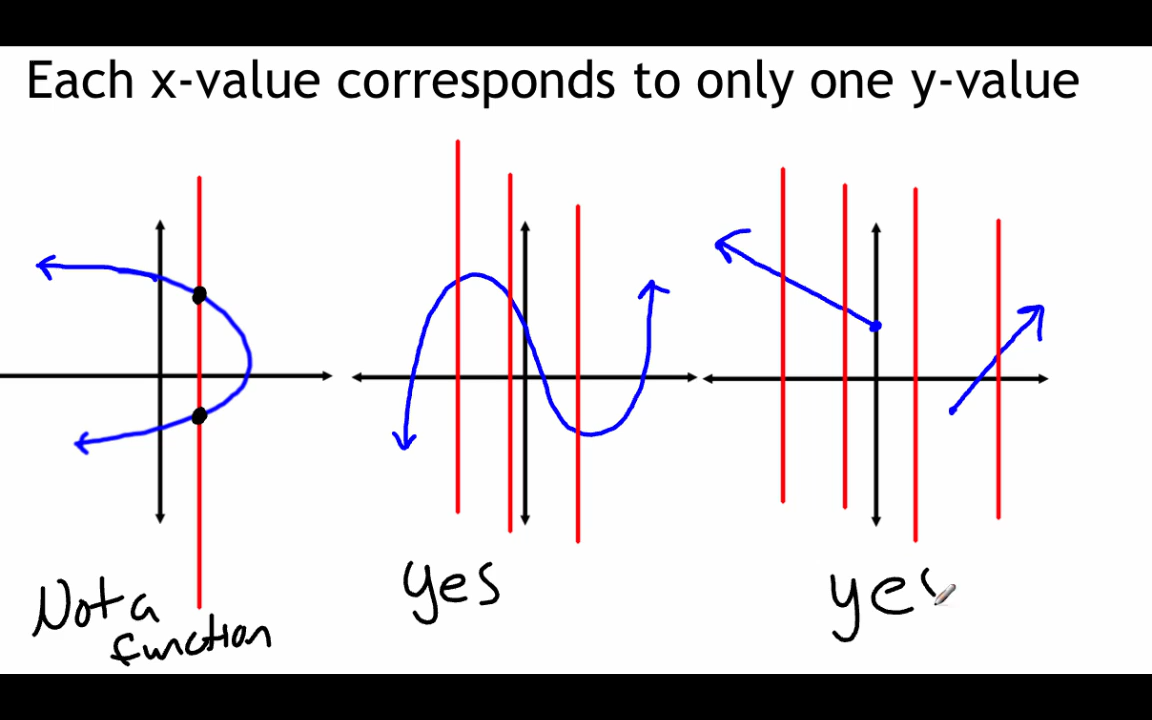 Each x-value corresponds to only one y-value
Not a
function
yes
yes